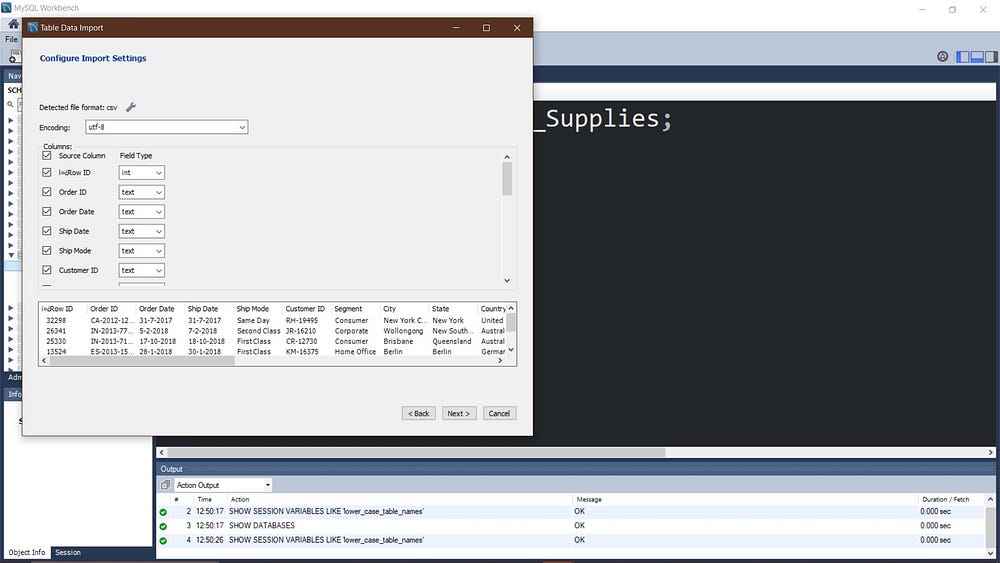 MySQL Workbench
File
Table Data Import
Configure Import Settings
Detected file format: csv
Encoding: utf-8
Columns:
Source Column Field Type
Row ID int
Order ID text
Order Date text
Ship Date text
Ship Mode text
Customer ID text
Row ID Order ID Order Date Ship Date Ship Mode Customer ID Segment City State Country
32298 CA-2012-12... 31-7-2017 31-7-2017 Same Day RH-19495 Consumer New York C... New York United
26341 IN-2013-77... 5-2-2018 7-2-2018 Second Class JR-16210 Corporate Wollongong New South... Austral
25330 IN-2013-71... 17-10-2018 18-10-2018 First Class CR-12730 Consumer Brisbane Queensland Austral
13524 ES-2013-15... 28-1-2018 30-1-2018 First Class KM-16375 Home Office Berlin Berlin German
< Back Next > Cancel
Nav
SCH
_Supplies;
Adm
Info
Object Info Session
Output
Action Output
# Time Action Message Duration / Fetch
2 12:50:17 SHOW SESSION VARIABLES LIKE 'lower_case_table_names' OK 0.000 sec
3 12:50:17 SHOW DATABASES OK 0.000 sec
4 12:50:26 SHOW SESSION VARIABLES LIKE 'lower_case_table_names' OK 0.000 sec